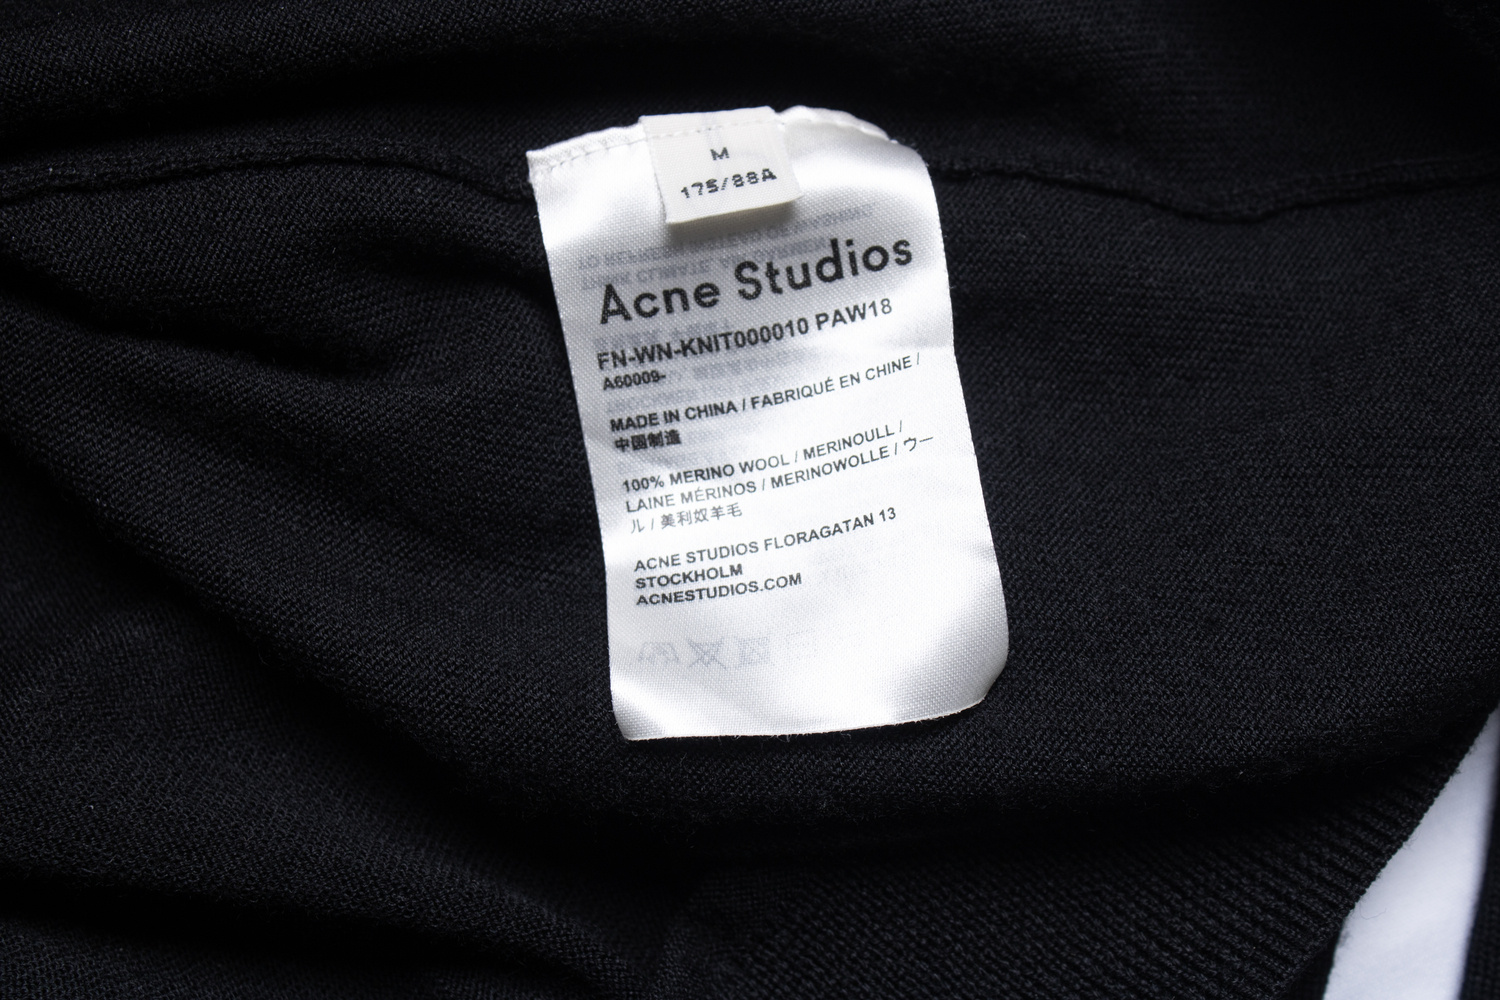 M
175/88A
Acne Studios
FN-WN-KNIT000010 PAW18
A60009-
MADE IN CHINA / FABRIQUÉ EN CHINE /
中国制造
100% MERINO WOOL / MERINOULL /
LAINE MÉRINOS / MERINOWOLLE / ウー
ル / 美利奴羊毛
ACNE STUDIOS FLORAGATAN 13
STOCKHOLM
ACNESTUDIOS.COM